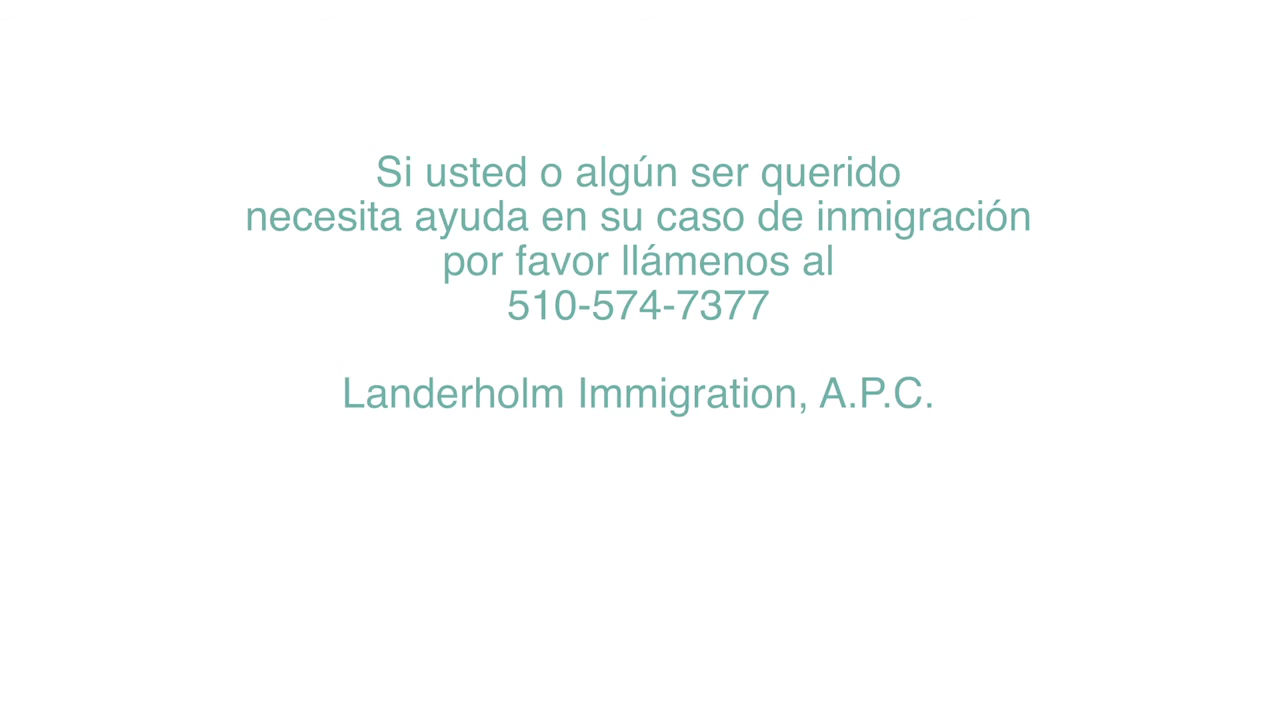 Si usted o algún ser querido
necesita ayuda en su caso de inmigración
por favor llámenos al
510-574-7377
Landerholm Immigration, A.P.C.